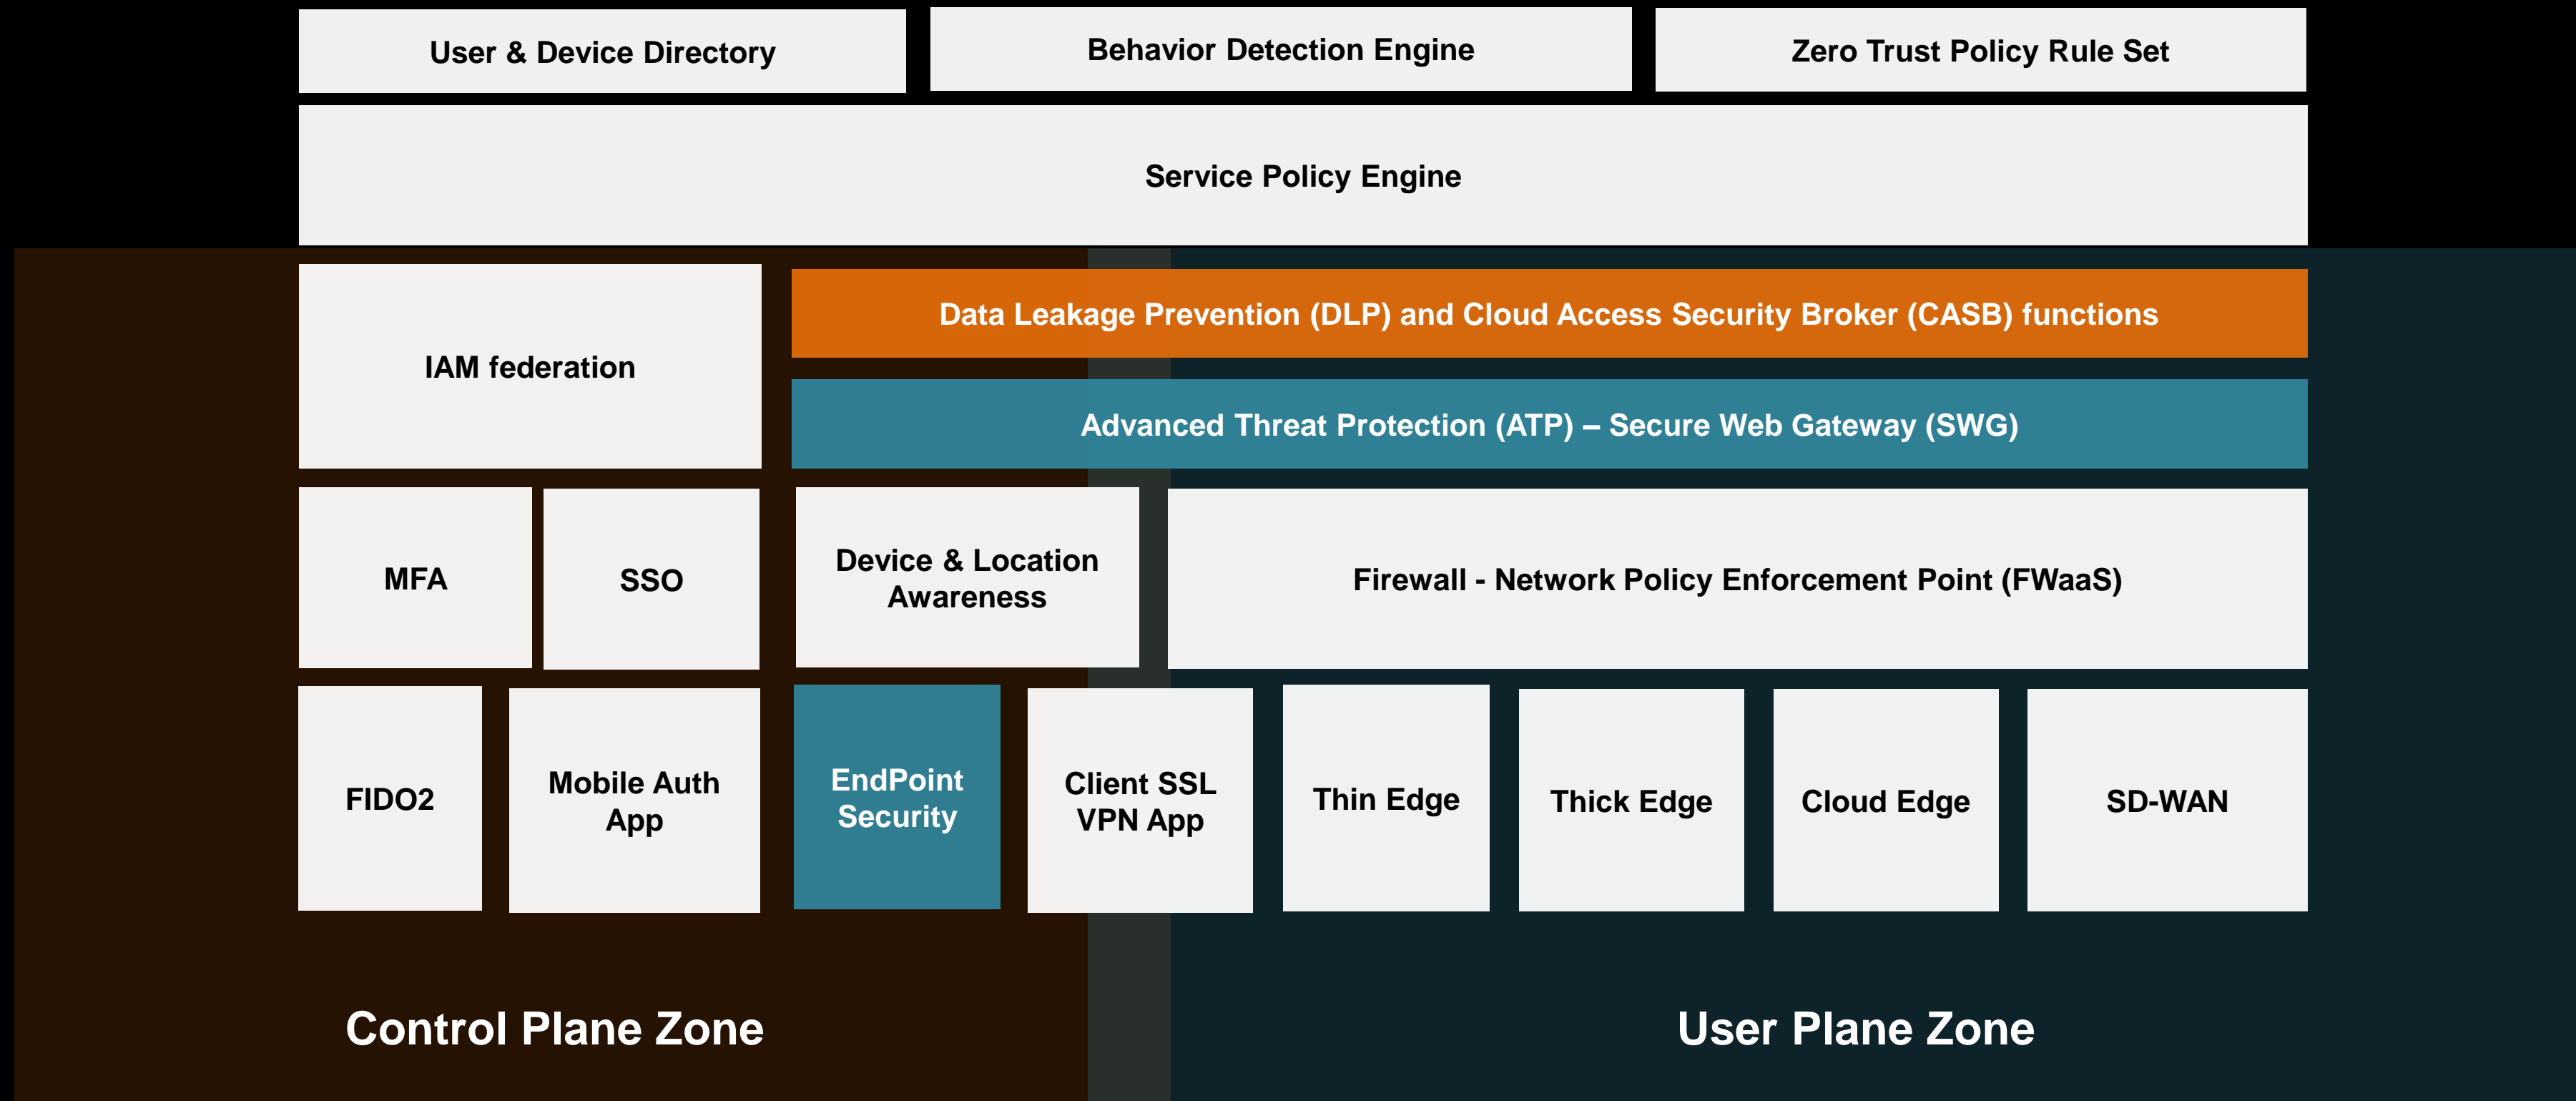 User & Device Directory
Behavior Detection Engine
Zero Trust Policy Rule Set
Service Policy Engine
IAM federation
Data Leakage Prevention (DLP) and Cloud Access Security Broker (CASB) functions
Advanced Threat Protection (ATP) – Secure Web Gateway (SWG)
MFA
SSO
Device & Location
Awareness
Firewall - Network Policy Enforcement Point (FWaaS)
FIDO2
Mobile Auth
App
EndPoint
Security
Client SSL
VPN App
Thin Edge
Thick Edge
Cloud Edge
SD-WAN
Control Plane Zone
User Plane Zone